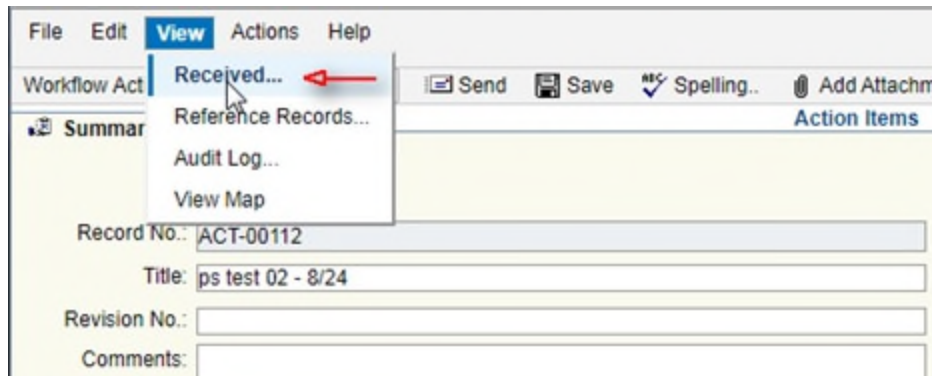 File Edit View Actions Help
Workflow Act Send Save ABC Spelling.. Add Attachm
Received...
Reference Records...
Audit Log...
View Map
Summar Action Items
Record No.: ACT-00112
Title: ps test 02 - 8/24
Revision No.:
Comments: